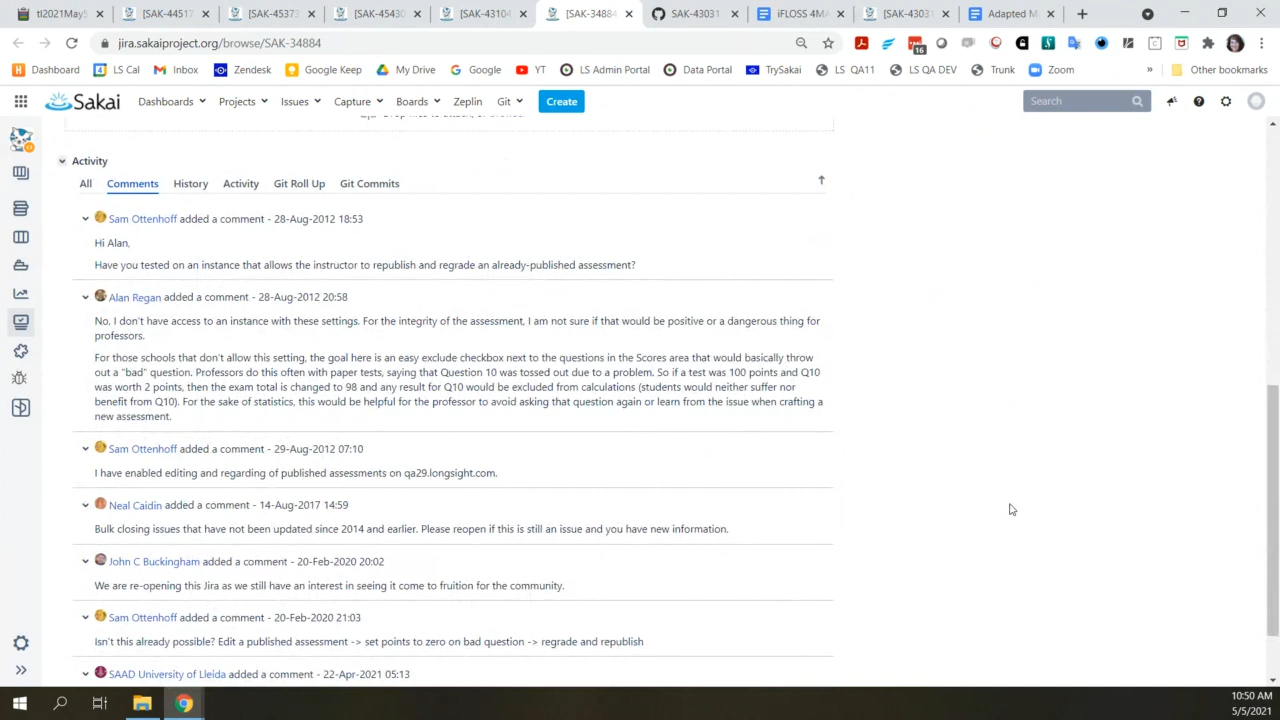 tl2021May5
[SAK-4451
[SAK-45373
[SAK-45430
[SAK-43104
[SAK-34884
SAK-4303
iFLOSS 4MA
[SAK-4303
Adapted M
jira.sakaiproject.org/browse/SAK-34884
16
Dashboard
LS Cal
Inbox
Zendesk
Google Keep
My Drive
Google
YT
LS Admin Portal
Data Portal
TrySakai
LS QA11
LS QA DEV
Trunk
Zoom
»
Other bookmarks
Sakai
Dashboards
Projects
Issues
Capture
Boards
Zeplin
Git
Create
Search
Activity
All
Comments
History
Activity
Git Roll Up
Git Commits
Sam Ottenhoff added a comment - 28-Aug-2012 18:53
Hi Alan,
Have you tested on an instance that allows the instructor to republish and regrade an already-published assessment?
Alan Regan added a comment - 28-Aug-2012 20:58
No, I don't have access to an instance with these settings. For the integrity of the assessment, I am not sure if that would be positive or a dangerous thing for
professors.
For those schools that don't allow this setting, the goal here is an easy exclude checkbox next to the questions in the Scores area that would basically throw
out a "bad" question. Professors do this often with paper tests, saying that Question 10 was tossed out due to a problem. So if a test was 100 points and Q10
was worth 2 points, then the exam total is changed to 98 and any result for Q10 would be excluded from calculations (students would neither suffer nor
benefit from Q10). For the sake of statistics, this would be helpful for the professor to avoid asking that question again or learn from the issue when crafting a
new assessment.
Sam Ottenhoff added a comment - 29-Aug-2012 07:10
I have enabled editing and regarding of published assessments on qa29.longsight.com.
Neal Caidin added a comment - 14-Aug-2017 14:59
Bulk closing issues that have not been updated since 2014 and earlier. Please reopen if this is still an issue and you have new information.
John C Buckingham added a comment - 20-Feb-2020 20:02
We are re-opening this Jira as we still have an interest in seeing it come to fruition for the community.
Sam Ottenhoff added a comment - 20-Feb-2020 21:03
Isn't this already possible? Edit a published assessment -> set points to zero on bad question -> regrade and republish
SAAD University of Lleida added a comment - 22-Apr-2021 05:13
10:50 AM
5/5/2021